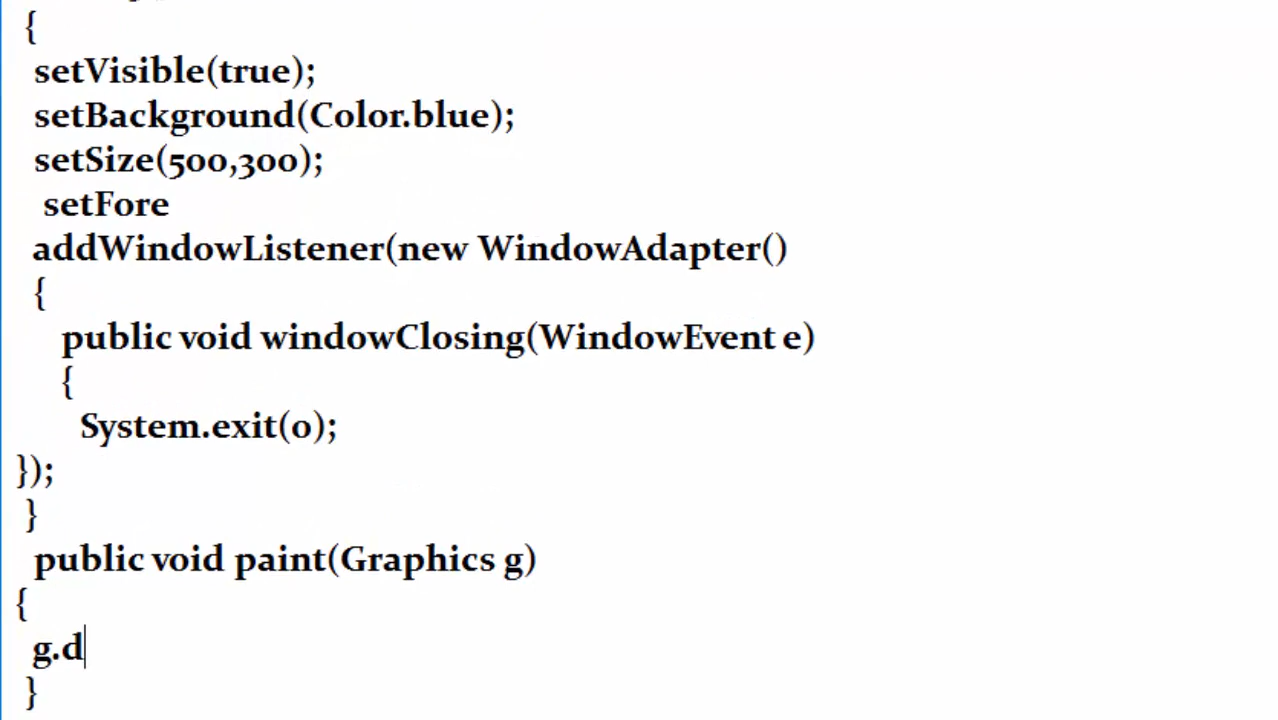 {
setVisible(true);
setBackground(Color.blue);
setSize(500,300);
setFore
addWindowListener(new WindowAdapter()
{
public void windowClosing(WindowEvent e)
{
System.exit(0);
});
}
public void paint(Graphics g)
{
g.d
}